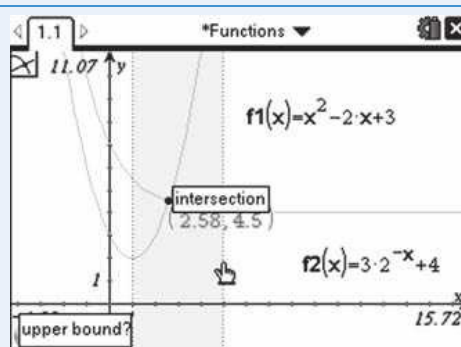 1.1 *Functions
11.07 y
f1(x)=x²-2·x+3
intersection
(2.58, 4.5)
f2(x)=3·2⁻ˣ+4
1
x
15.72
upper bound?